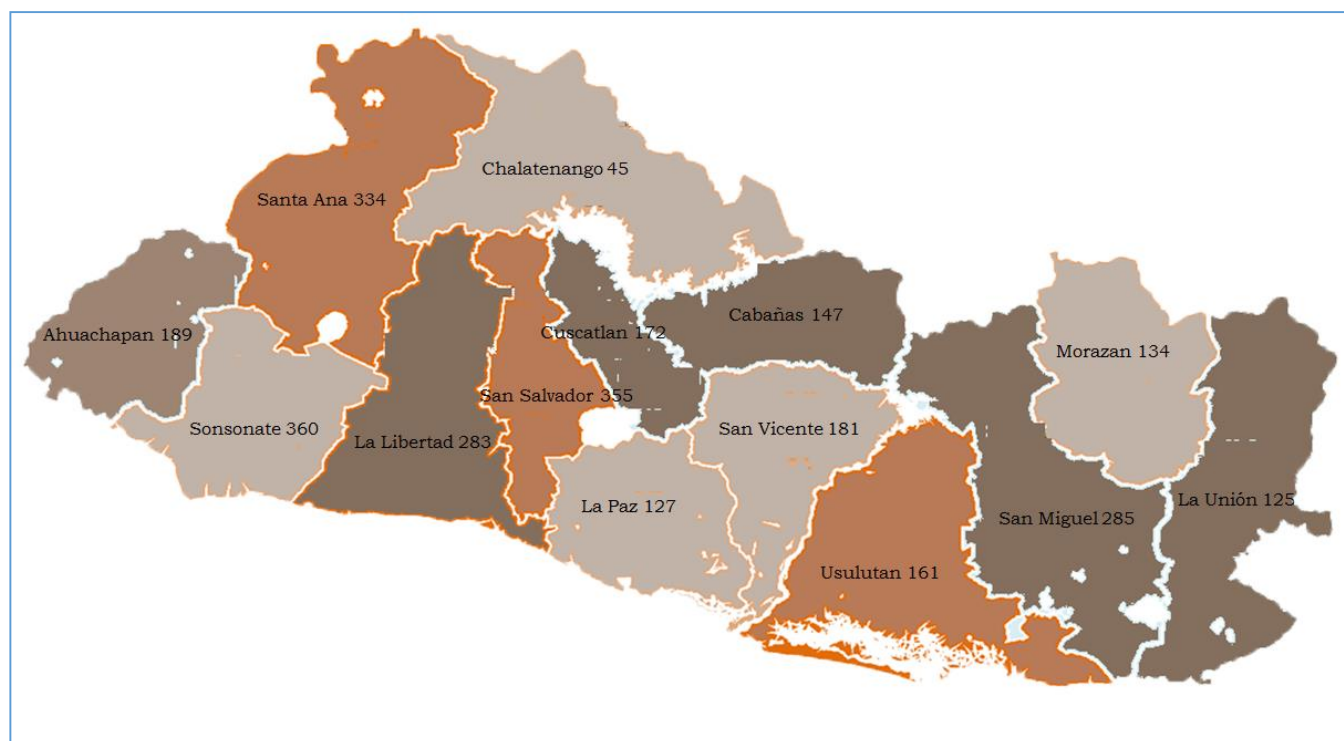 Chalatenango 45
Santa Ana 334
Cabañas 147
Ahuachapan 189
Cuscatlan 172
Morazan 134
San Salvador 355
Sonsonate 360
San Vicente 181
La Libertad 283
La Unión 125
La Paz 127
San Miguel 285
Usulutan 161